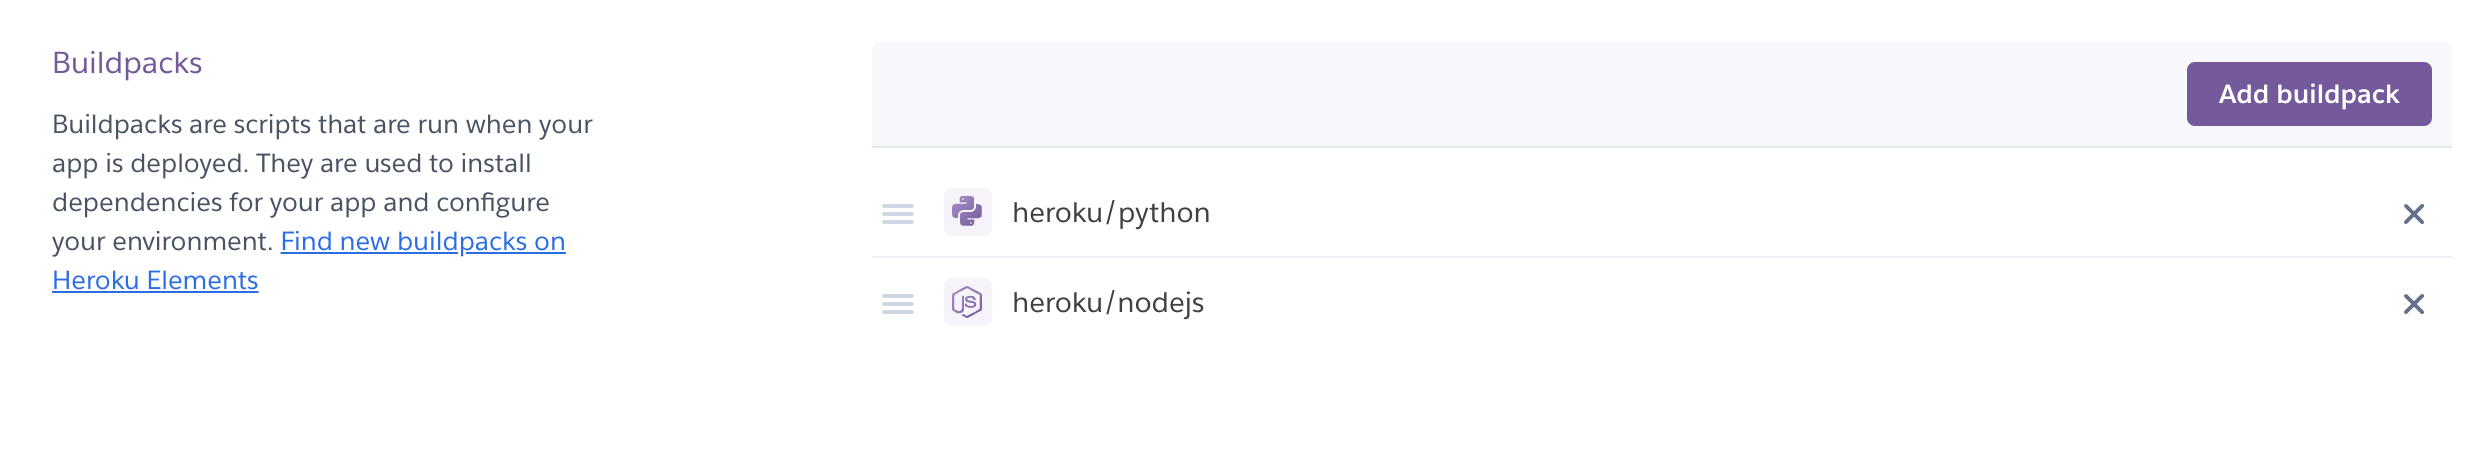 Buildpacks
Buildpacks are scripts that are run when your
app is deployed. They are used to install
dependencies for your app and configure
your environment. Find new buildpacks on
Heroku Elements
Add buildpack
heroku/python
JS heroku/nodejs